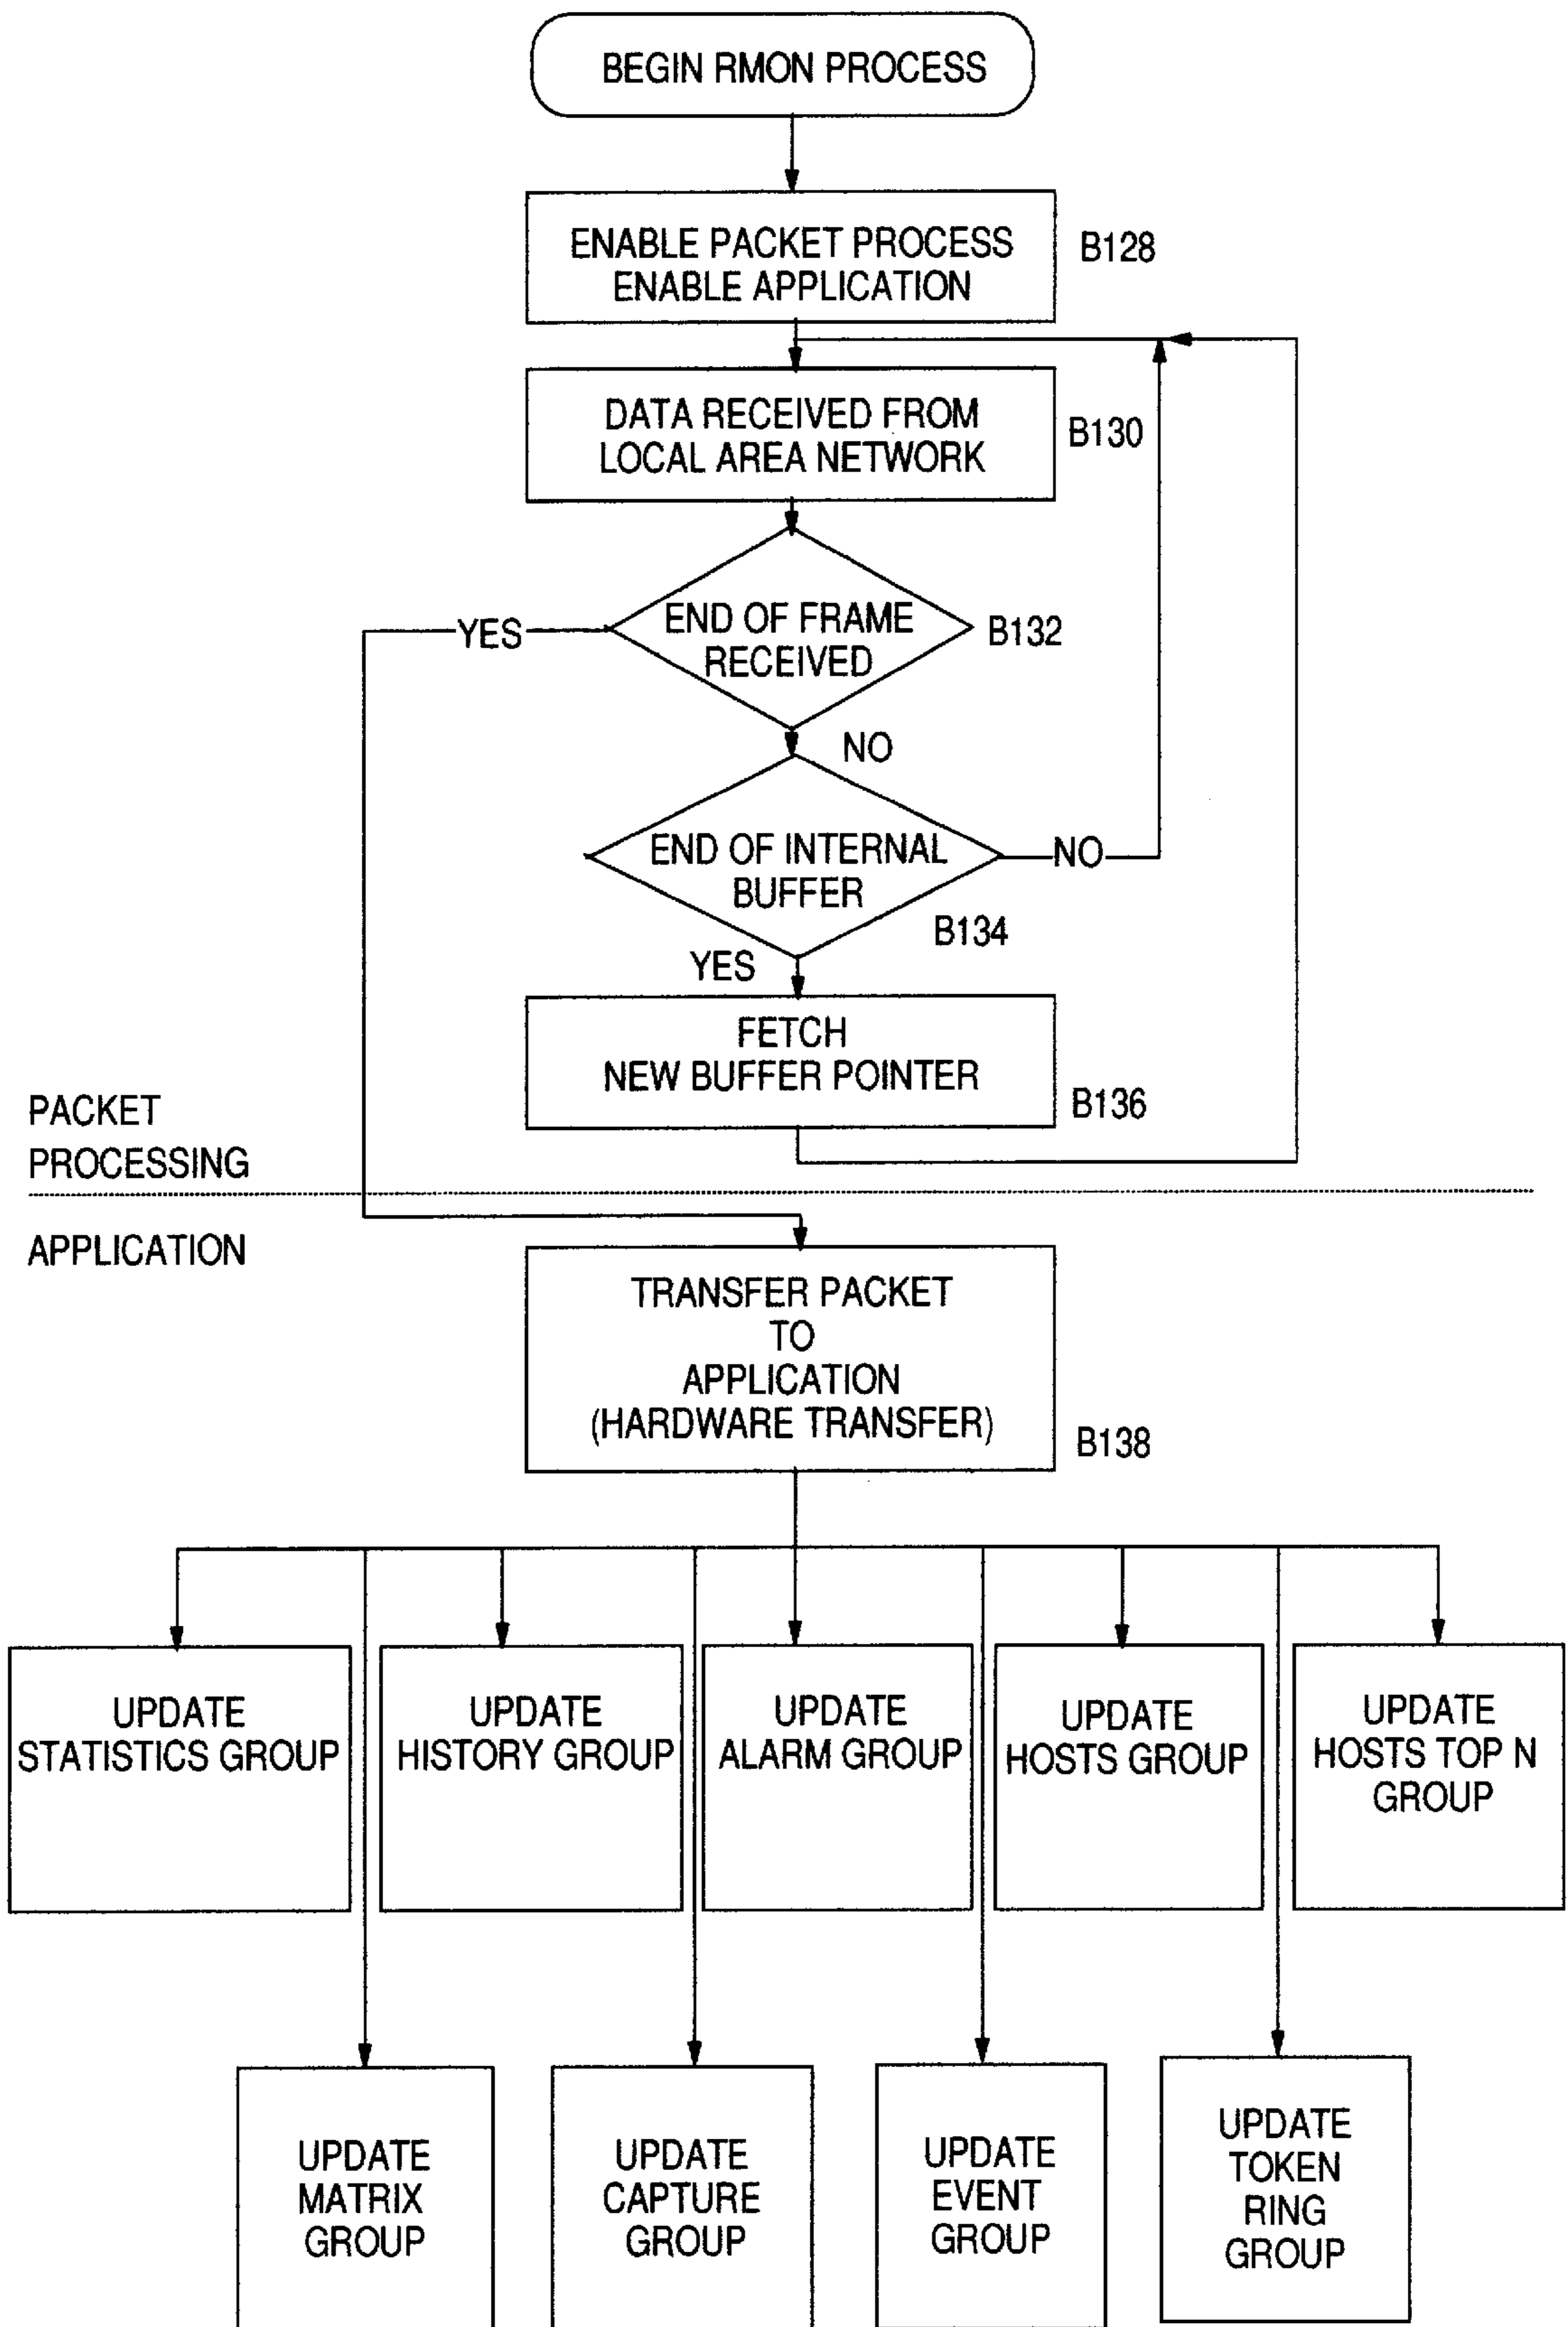 BEGIN RMON PROCESS
ENABLE PACKET PROCESS
ENABLE APPLICATION
B128
DATA RECEIVED FROM
LOCAL AREA NETWORK
B130
END OF FRAME
RECEIVED
B132
YES
NO
END OF INTERNAL
BUFFER
NO
B134
YES
FETCH
NEW BUFFER POINTER
B136
PACKET
PROCESSING
APPLICATION
TRANSFER PACKET
TO
APPLICATION
(HARDWARE TRANSFER)
B138
UPDATE
STATISTICS GROUP
UPDATE
HISTORY GROUP
UPDATE
ALARM GROUP
UPDATE
HOSTS GROUP
UPDATE
HOSTS TOP N
GROUP
UPDATE
MATRIX
GROUP
UPDATE
CAPTURE
GROUP
UPDATE
EVENT
GROUP
UPDATE
TOKEN
RING
GROUP